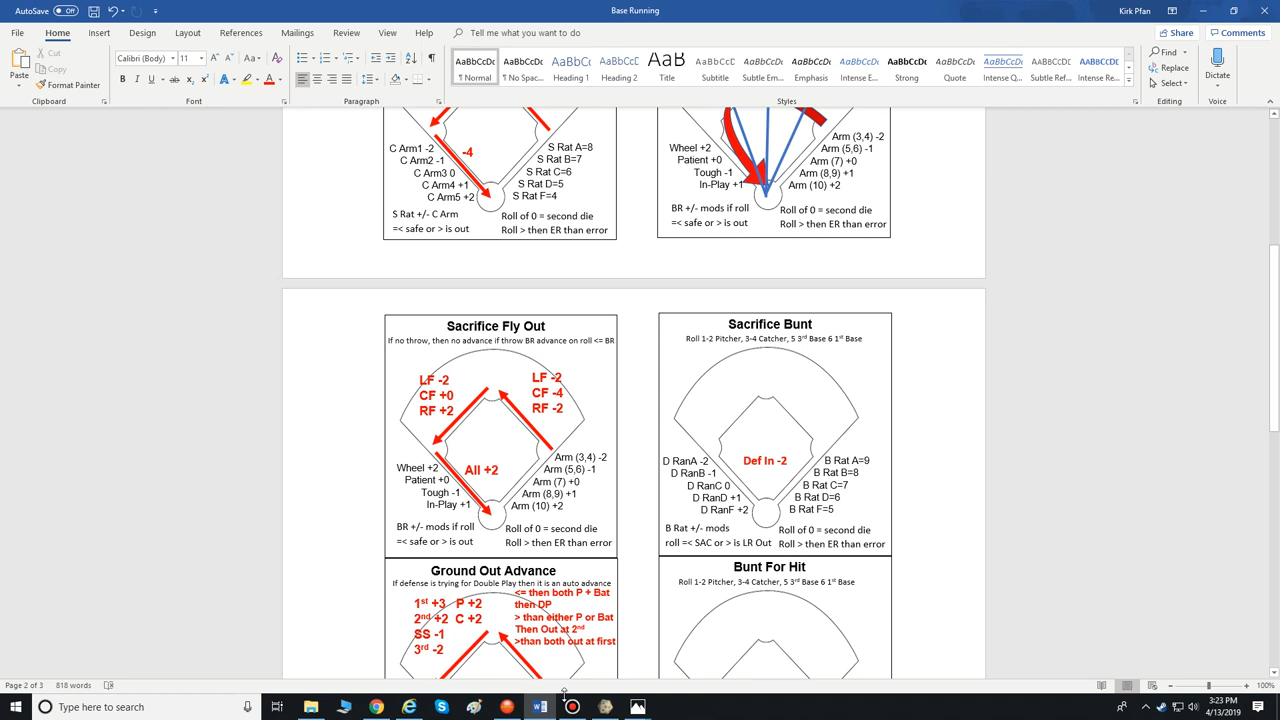 AutoSave Off
Base Running
Kirk Pfan
File Home Insert Design Layout References Mailings Review View Help Tell me what you want to do Share Comments
Paste
Cut
Copy
Format Painter
Calibri (Body) 11
AaBbCcDc AaBbCcDc AaBbCc AaBbCc AaB AaBbCcD AaBbCcDc AaBbCcDc AaBbCcDc AaBbCcDc AaBbCcDc AaBbCcDc AaBbCcDc
¶ Normal ¶ No Spac... Heading 1 Heading 2 Title Subtitle Subtle Em... Emphasis Intense E... Strong Quote Intense Q... Subtle Ref... Intense Re...
Find
Replace
Select
Dictate
Clipboard Font Paragraph Styles Editing Voice
C Arm1 -2
C Arm2 -1
C Arm3 0
C Arm4 +1
C Arm5 +2
-4
S Rat A=8
S Rat B=7
S Rat C=6
S Rat D=5
S Rat F=4
S Rat +/- C Arm
=< safe or > is out
Roll of 0 = second die
Roll > then ER than error
Wheel +2
Patient +0
Tough -1
In-Play +1
Arm (3,4) -2
Arm (5,6) -1
Arm (7) +0
Arm (8,9) +1
Arm (10) +2
BR +/- mods if roll
=< safe or > is out
Roll of 0 = second die
Roll > then ER than error
Sacrifice Fly Out
If no throw, then no advance if throw BR advance on roll <= BR
LF -2
CF +0
RF +2
LF -2
CF -4
RF -2
All +2
Wheel +2
Patient +0
Tough -1
In-Play +1
Arm (3,4) -2
Arm (5,6) -1
Arm (7) +0
Arm (8,9) +1
Arm (10) +2
BR +/- mods if roll
=< safe or > is out
Roll of 0 = second die
Roll > then ER than error
Sacrifice Bunt
Roll 1-2 Pitcher, 3-4 Catcher, 5 3rd Base 6 1st Base
Def In -2
D RanA -2
D RanB -1
D RanC 0
D RanD +1
D RanF +2
B Rat A=9
B Rat B=8
B Rat C=7
B Rat D=6
B Rat F=5
B Rat +/- mods
roll =< SAC or > is LR Out
Roll of 0 = second die
Roll > then ER than error
Ground Out Advance
If defense is trying for Double Play then it is an auto advance
1st +3 P +2
2nd +2 C +2
SS -1
3rd -2
<= then both P + Bat
then DP
> than either P or Bat
Then Out at 2nd
>than both out at first
Bunt For Hit
Roll 1-2 Pitcher, 3-4 Catcher, 5 3rd Base 6 1st Base
Page 2 of 3 818 words
100%
Type here to search
3:23 PM
4/13/2019